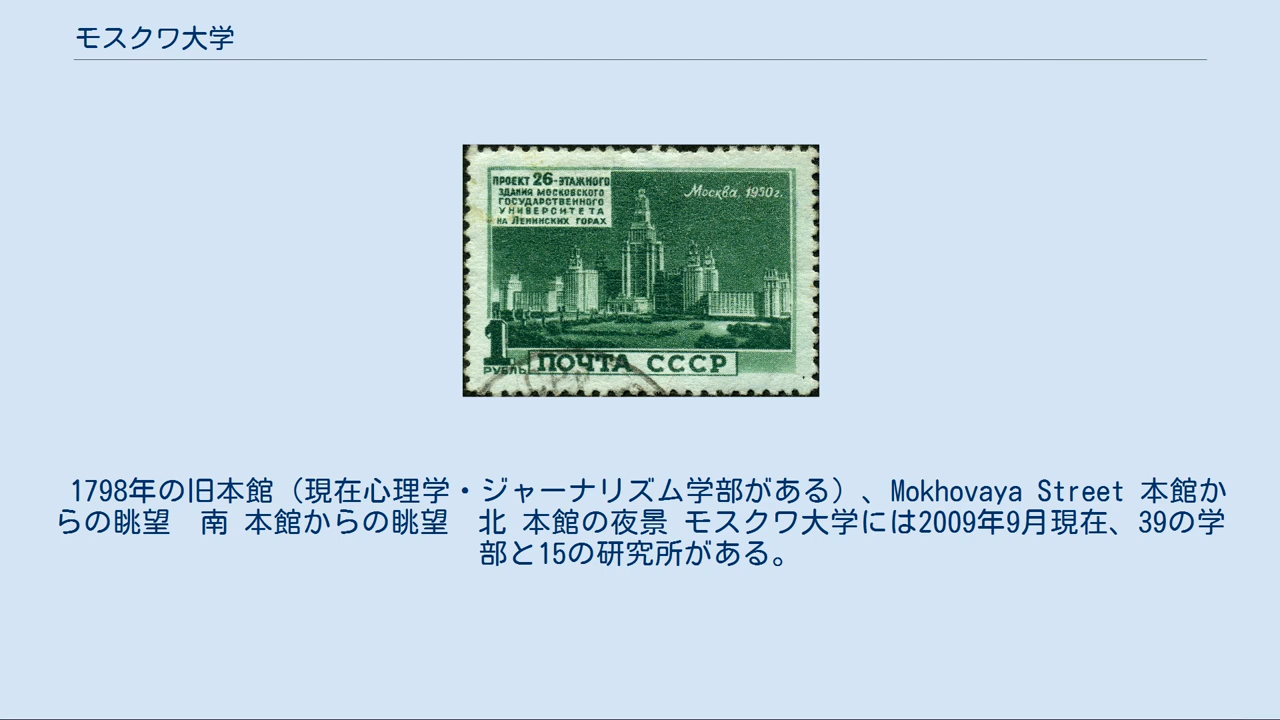 モスクワ大学
ПРОЕКТ 26-ЭТАЖНОГО
ЗДАНИЯ МОСКОВСКОГО
ГОСУДАРСТВЕННОГО
УНИВЕРСИТЕТА
НА ЛЕНИНСКИХ ГОРАХ
Москва, 1950г.
1
РУБЛЬ
ПОЧТА СССР
1798年の旧本館（現在心理学・ジャーナリズム学部がある）、Mokhovaya Street 本館か
らの眺望　南 本館からの眺望　北 本館の夜景 モスクワ大学には2009年9月現在、39の学
部と15の研究所がある。